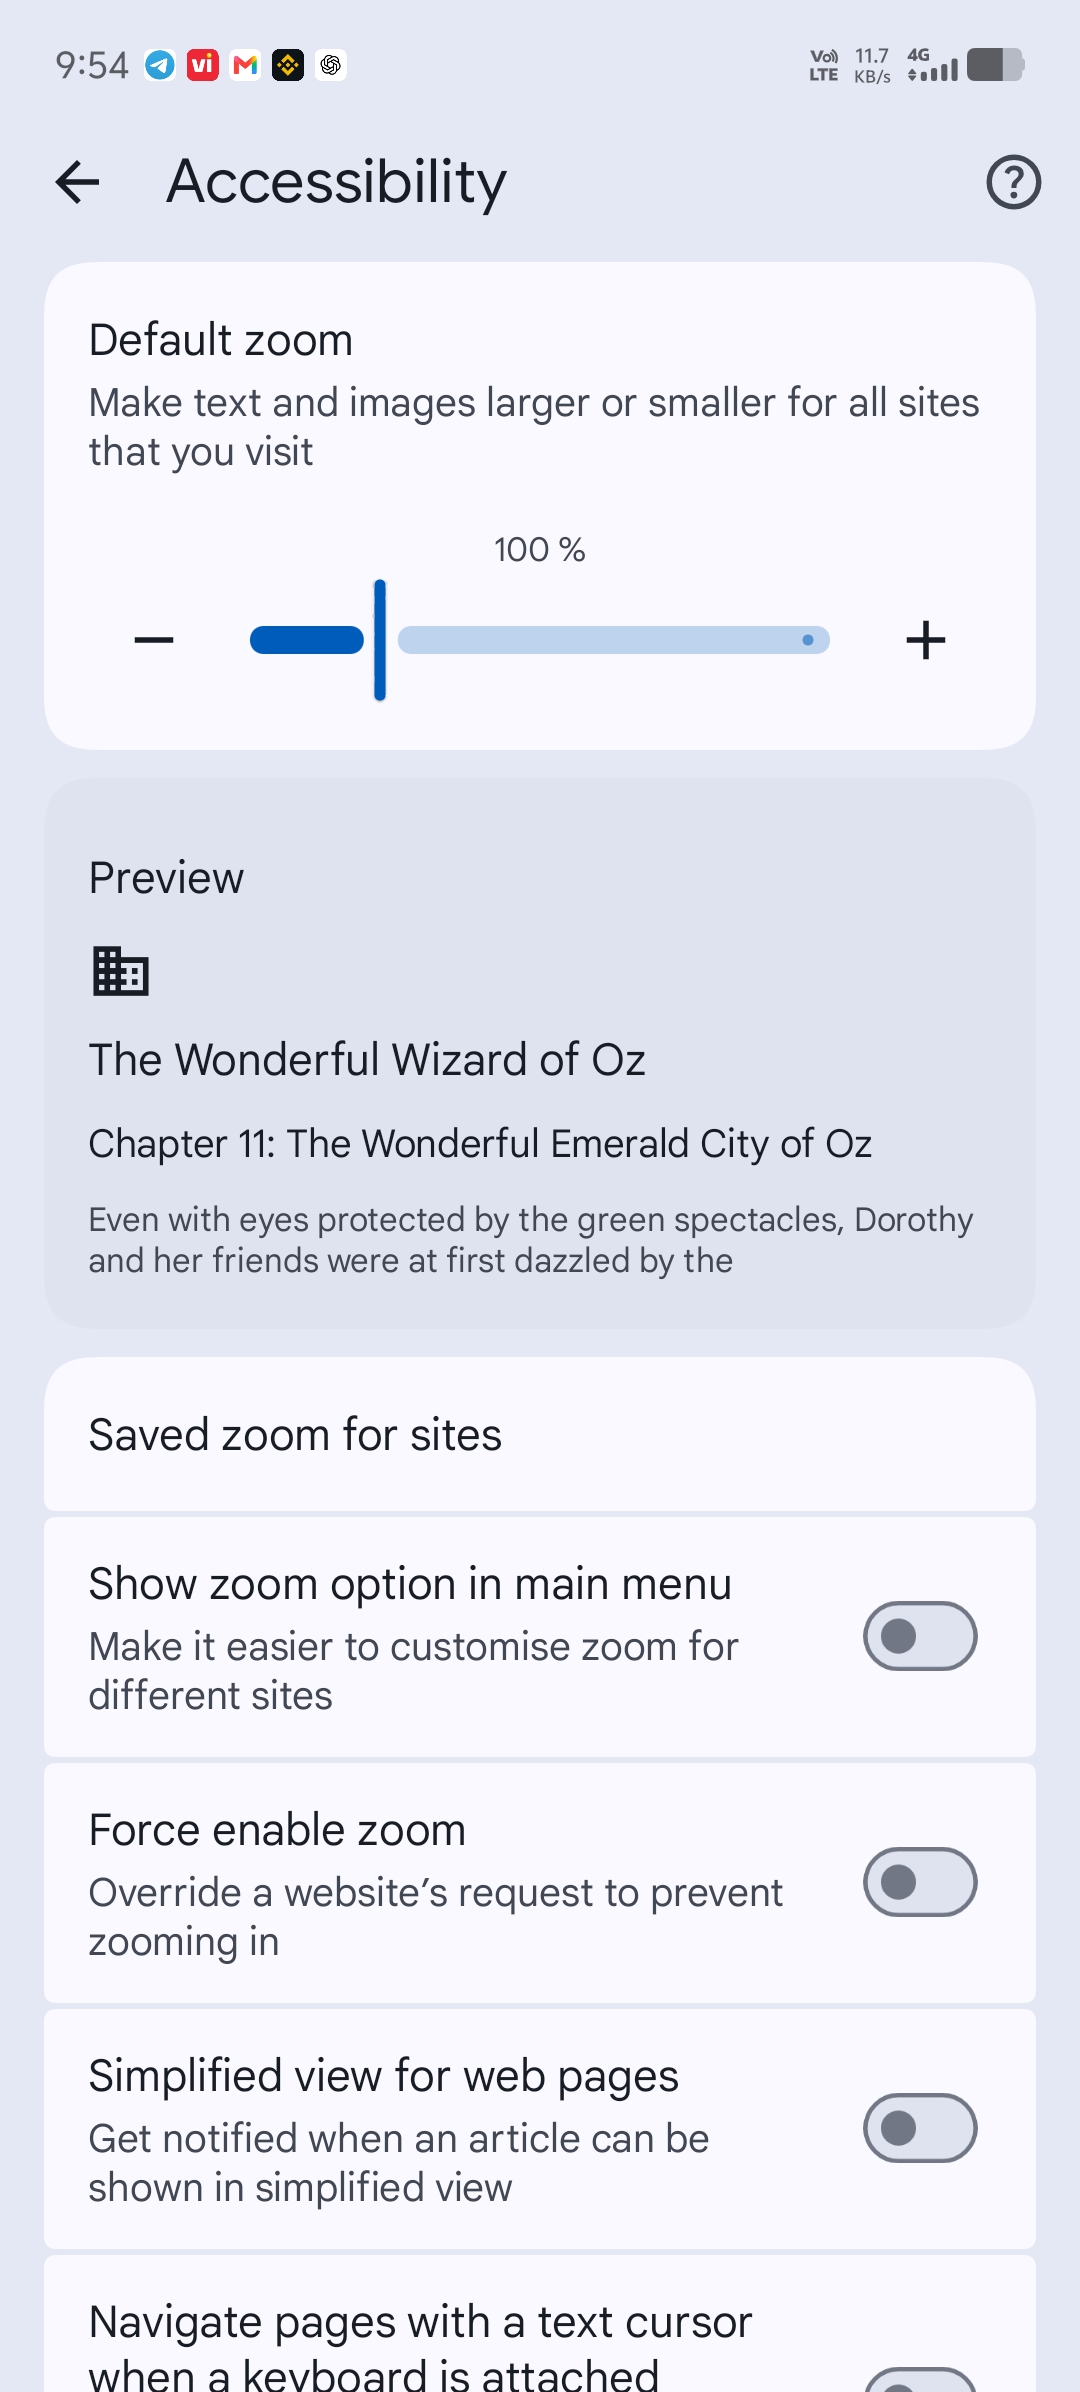 9:54
vi
Vo))
LTE
11.7
KB/s
4G
Accessibility
Default zoom
Make text and images larger or smaller for all sites
that you visit
100 %
Preview
The Wonderful Wizard of Oz
Chapter 11: The Wonderful Emerald City of Oz
Even with eyes protected by the green spectacles, Dorothy
and her friends were at first dazzled by the
Saved zoom for sites
Show zoom option in main menu
Make it easier to customise zoom for
different sites
Force enable zoom
Override a website’s request to prevent
zooming in
Simplified view for web pages
Get notified when an article can be
shown in simplified view
Navigate pages with a text cursor
when a keyboard is attached